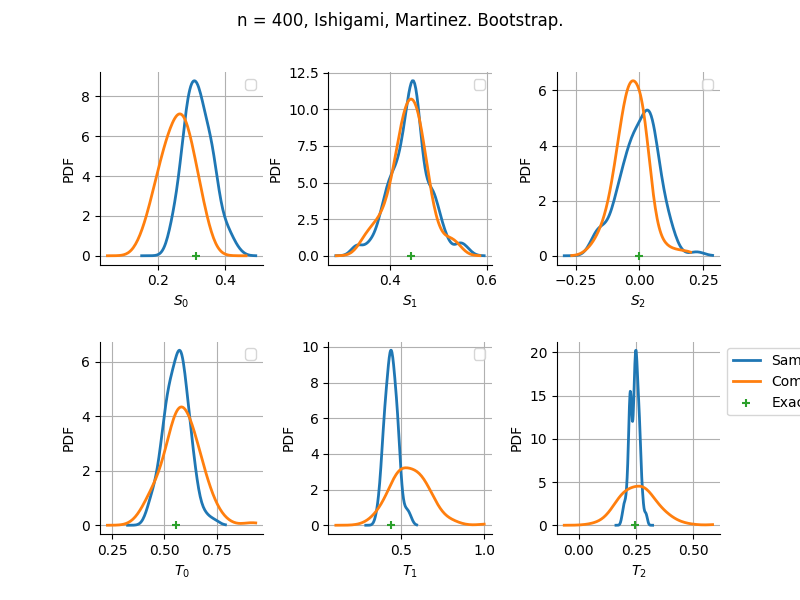 n = 400, Ishigami, Martinez. Bootstrap.
PDF
8
6
4
2
0
0.2 0.4
S0
PDF
12.5
10.0
7.5
5.0
2.5
0.0
0.4 0.6
S1
PDF
6
4
2
0
−0.25 0.00 0.25
S2
PDF
6
4
2
0
0.25 0.50 0.75
T0
PDF
10
8
6
4
2
0
0.5 1.0
T1
PDF
20
15
10
5
0
0.00 0.25 0.50
T2
Sam
Com
Exac